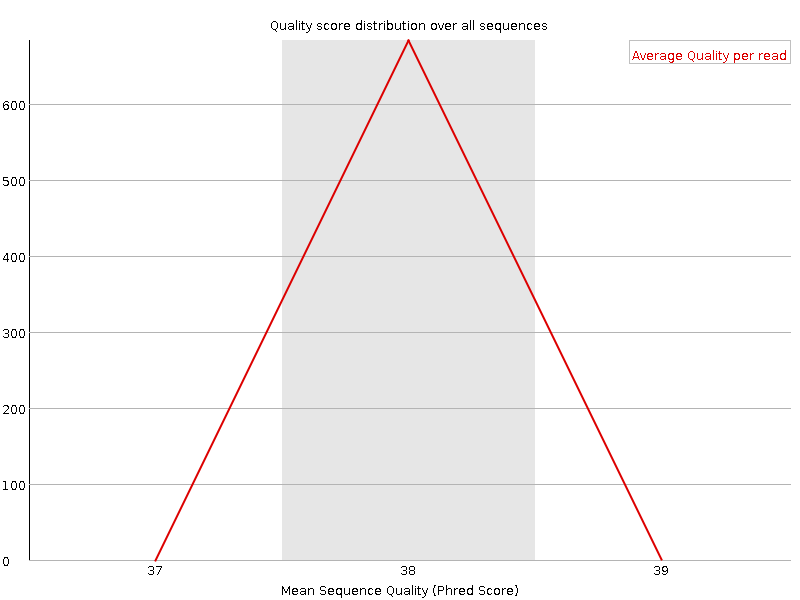 Quality score distribution over all sequences
Average Quality per read
600
500
400
300
200
100
0
37 38 39
Mean Sequence Quality (Phred Score)